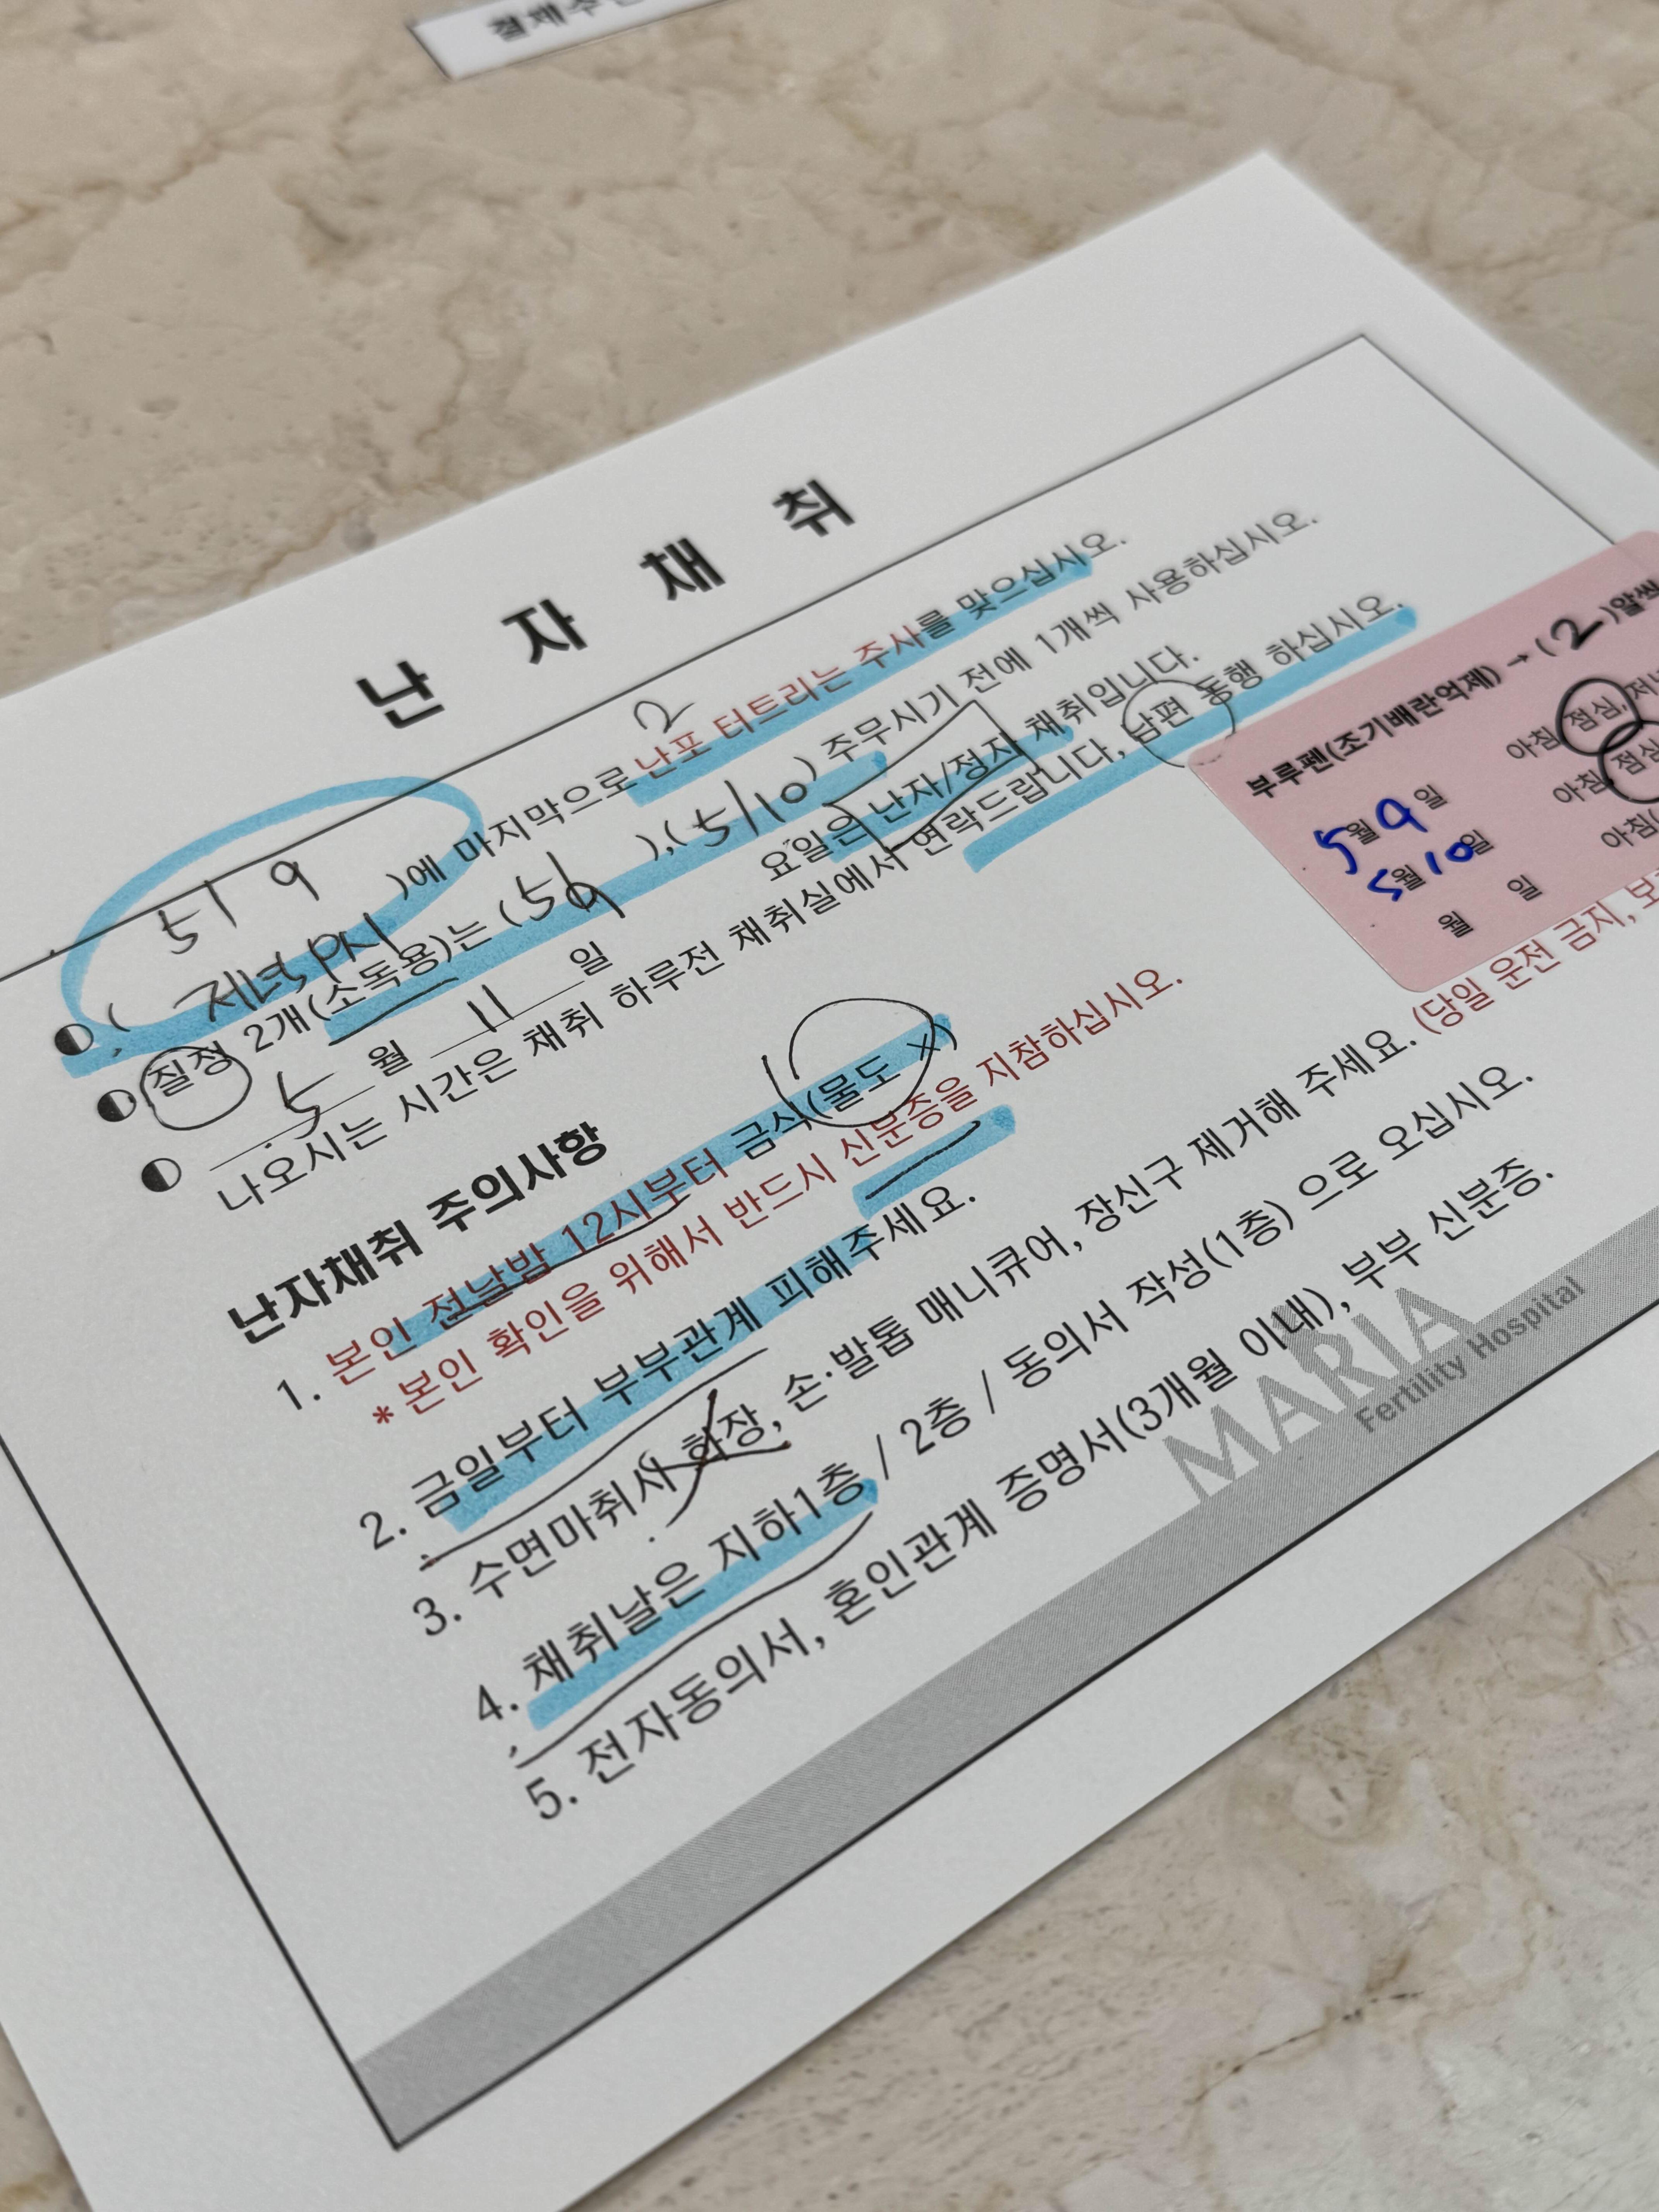 난 자 채 취
( 5/9 저녁 )에 마지막으로 난포 터트리는 주사를 맞으십시오.
2
질정 2개(소독용)는 (5/9 ),(5/10) 주무시기 전에 1개씩 사용하십시오.
5 월 11 일 요일은 난자/정자 채취입니다.
나오시는 시간은 채취 하루전 채취실에서 연락드립니다, 남편 동행 하십시오.
부루펜(조기배란억제) → ( 2 )알씩
5월 9일 아침 점심,
5월 10일 아침 점심
월 일 아침
난자채취 주의사항
1. 본인 전날밤 12시부터 금식(물도 X)
* 본인 확인을 위해서 반드시 신분증을 지참하십시오.
2. 금일부터 부부관계 피해주세요.
3. 수면마취시 화장, 손·발톱 매니큐어, 장신구 제거해 주세요. (당일 운전 금지,
4. 채취날은 지하1층 / 2층 / 동의서 작성(1층) 으로 오십시오.
5. 전자동의서, 혼인관계 증명서(3개월 이내), 부부 신분증.
MARIA
Fertility Hospital